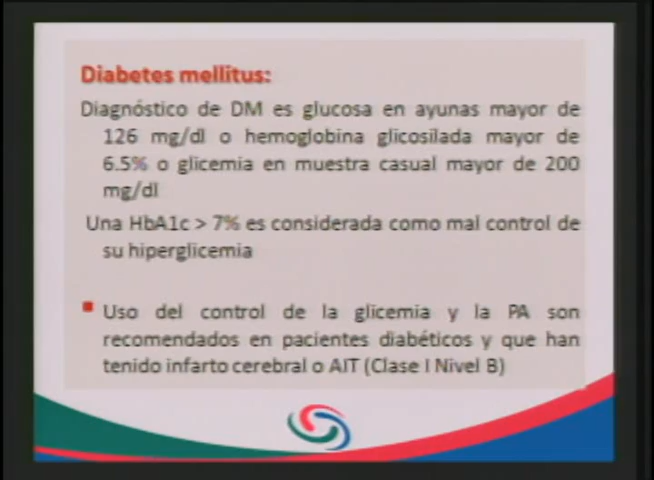 Diabetes mellitus:
Diagnóstico de DM es glucosa en ayunas mayor de
126 mg/dl o hemoglobina glicosilada mayor de
6.5% o glicemia en muestra casual mayor de 200
mg/dl
Una HbA1c > 7% es considerada como mal control de
su hiperglicemia
Uso del control de la glicemia y la PA son
recomendados en pacientes diabéticos y que han
tenido infarto cerebral o AIT (Clase I Nivel B)